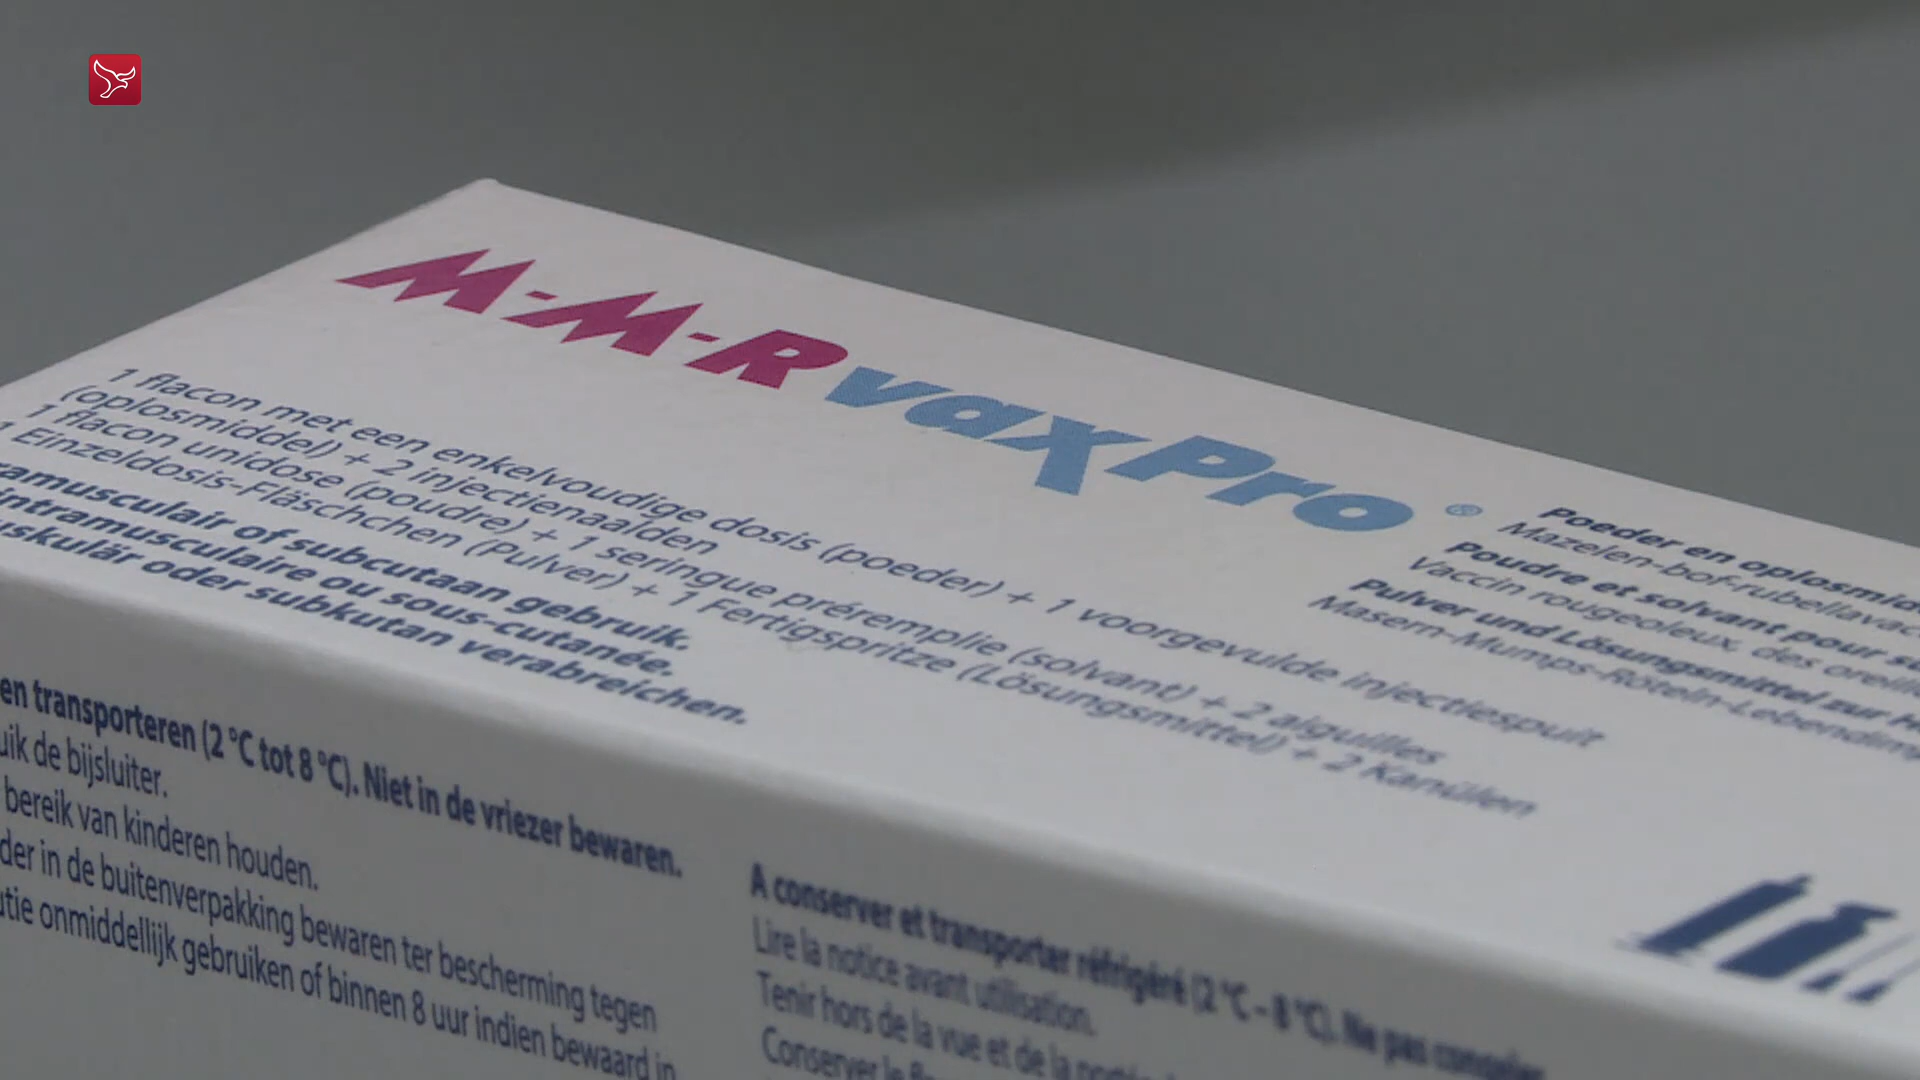 M-M-R vaxPro®
1 flacon met een enkelvoudige dosis (poeder) + 1 voorgevulde injectiespuit
(oplosmiddel) + 2 injectienaalden
1 flacon unidose (poudre) + 1 seringue préremplie (solvant) + 2 aiguilles
1 Einzeldosis-Fläschchen (Pulver) + 1 Fertigspritze (Lösungsmittel) + 2 Kanülen
ramusculair of subcutaan gebruik.
intramusculaire ou sous-cutanée.
uskulär oder subkutan verabreichen.
Poeder en oplosmid
Mazelen-bof-rubellavac
Poudre et solvant pour su
Vaccin rougeoleux, des oreill
Pulver und Lösungsmittel zur H
Masern-Mumps-Röteln-Lebendimp
en transporteren (2 °C tot 8 °C). Niet in de vriezer bewaren.
uik de bijsluiter.
bereik van kinderen houden.
der in de buitenverpakking bewaren ter bescherming tegen
utie onmiddellijk gebruiken of binnen 8 uur indien bewaard in
A conserver et transporter réfrigéré (2 °C - 8 °C). Ne pas congeler.
Lire la notice avant utilisation.
Tenir hors de la vue et de la portée
Conserver le